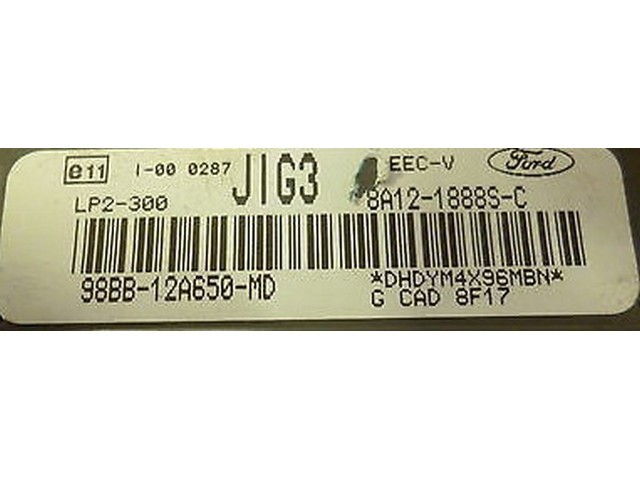 e11 I-00 0287 JIG3 EEC-V Ford
LP2-300 8A12-1888S-C
98BB-12A650-MD *DHDYM4X96MBN*
G CAD 8F17